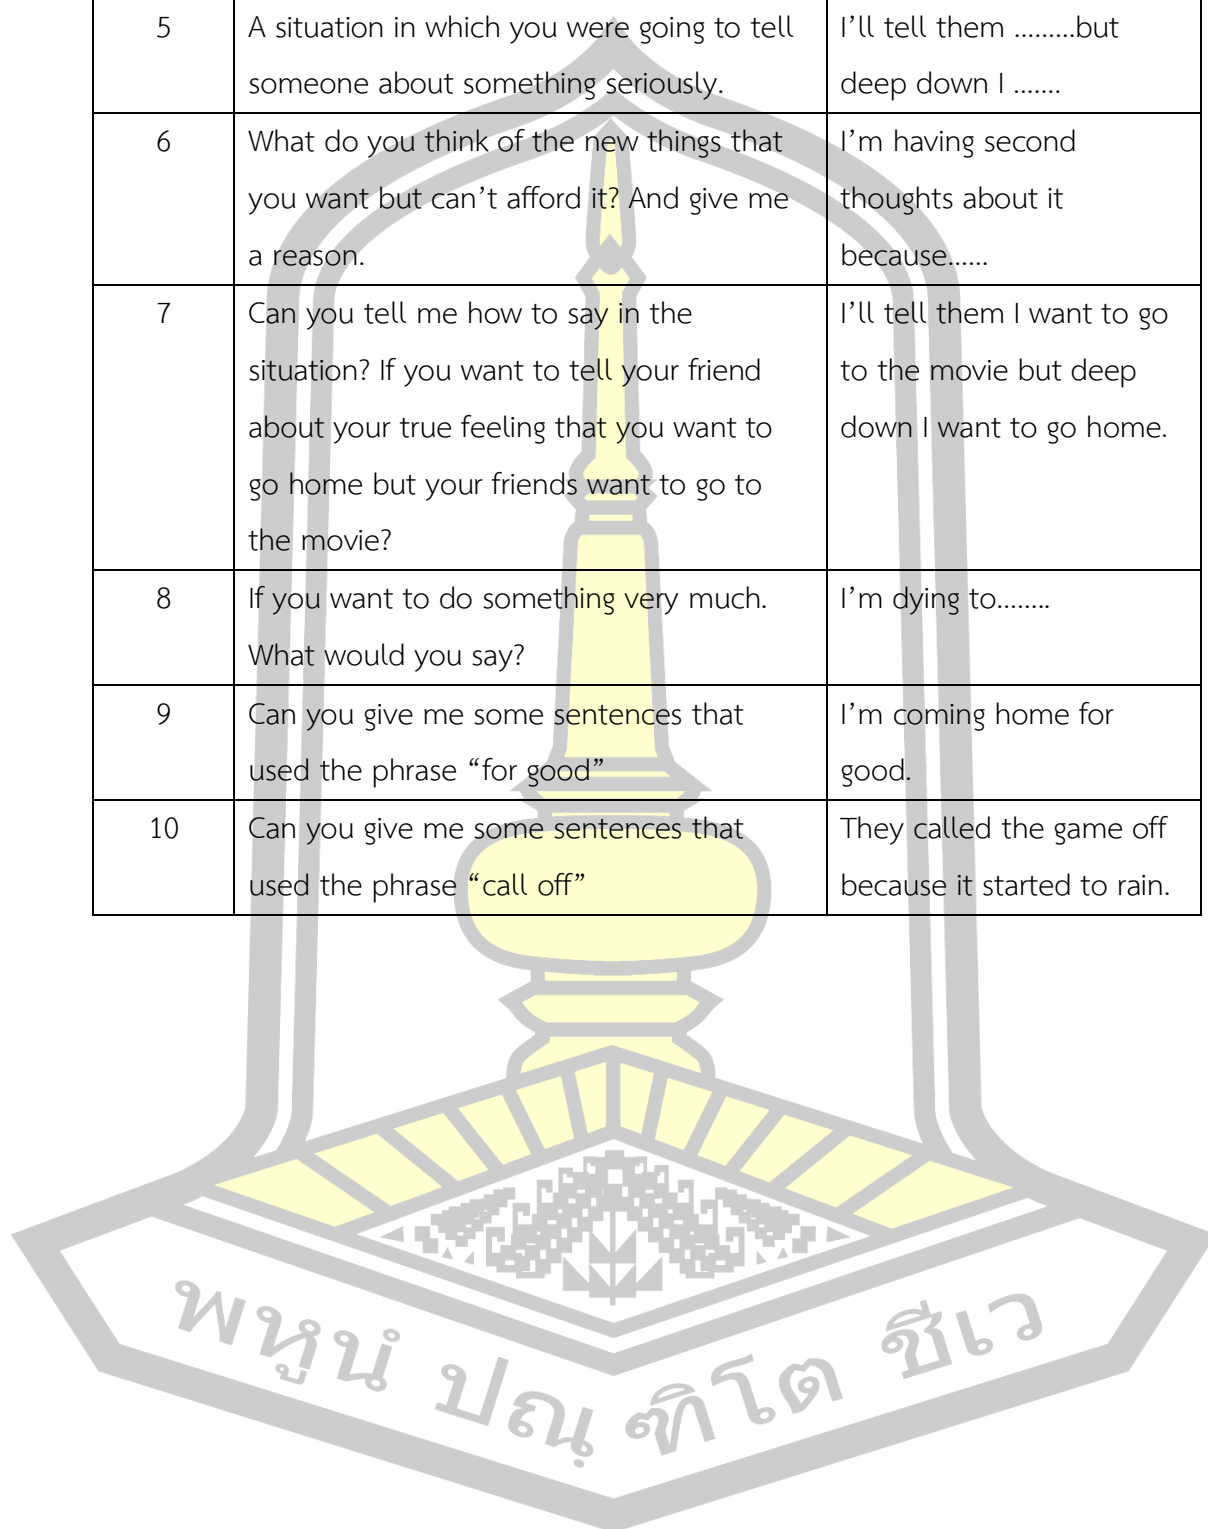 5 A situation in which you were going to tell I’ll tell them .........but
someone about something seriously. deep down I .......
6 What do you think of the new things that I’m having second
you want but can’t afford it? And give me thoughts about it
a reason. because......
7 Can you tell me how to say in the I’ll tell them I want to go
situation? If you want to tell your friend to the movie but deep
about your true feeling that you want to down I want to go home.
go home but your friends want to go to
the movie?
8 If you want to do something very much. I’m dying to........
What would you say?
9 Can you give me some sentences that I’m coming home for
used the phrase “for good” good.
10 Can you give me some sentences that They called the game off
used the phrase “call off” because it started to rain.
พหูนํ ปณฺฑิโต ชีเว